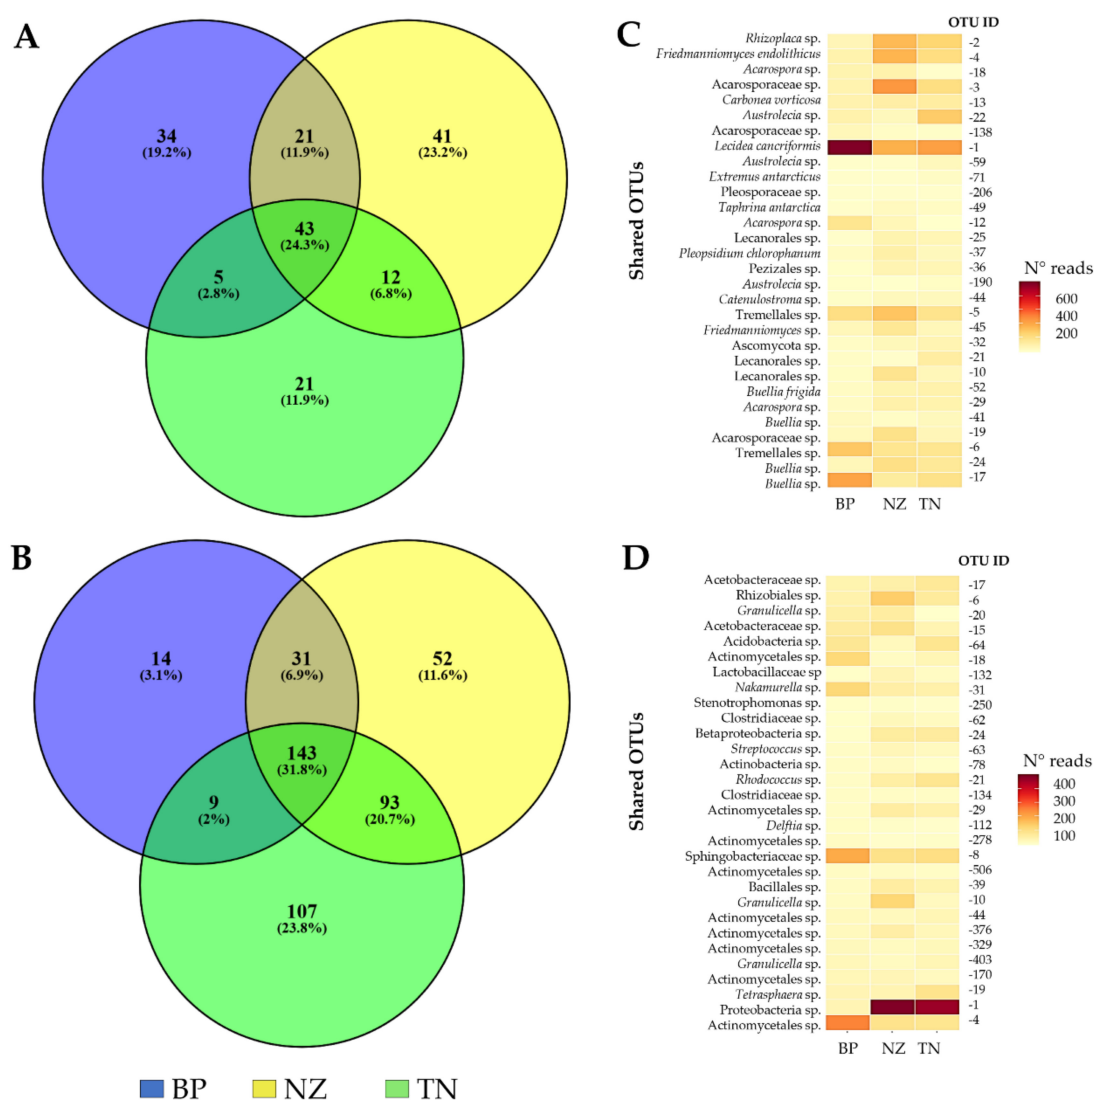 A
34
(19.2%)
21
(11.9%)
41
(23.2%)
43
(24.3%)
5
(2.8%)
12
(6.8%)
21
(11.9%)
B
14
(3.1%)
31
(6.9%)
52
(11.6%)
143
(31.8%)
9
(2%)
93
(20.7%)
107
(23.8%)
BP NZ TN
C
OTU ID
Shared OTUs
Rhizoplaca sp. -2
Friedmanniomyces endolithicus -4
Acarospora sp. -18
Acarosporaceae sp. -3
Carbonea vorticosa -13
Austrolecia sp. -22
Acarosporaceae sp. -138
Lecidea cancriformis -1
Austrolecia sp. -59
Extremus antarcticus -71
Pleosporaceae sp. -206
Taphrina antarctica -49
Acarospora sp. -12
Lecanorales sp. -25
Pleopsidium chlorophanum -37
Pezizales sp. -36
Austrolecia sp. -190
Catenulostroma sp. -44
Tremellales sp. -5
Friedmanniomyces sp. -45
Ascomycota sp. -32
Lecanorales sp. -21
Lecanorales sp. -10
Buellia frigida -52
Acarospora sp. -29
Buellia sp. -41
Acarosporaceae sp. -19
Tremellales sp. -6
Buellia sp. -24
Buellia sp. -17
BP NZ TN
N° reads
600
400
200
D
OTU ID
Shared OTUs
Acetobacteraceae sp. -17
Rhizobiales sp. -6
Granulicella sp. -20
Acetobacteraceae sp. -15
Acidobacteria sp. -64
Actinomycetales sp. -18
Lactobacillaceae sp -132
Nakamurella sp. -31
Stenotrophomonas sp. -250
Clostridiaceae sp. -62
Betaproteobacteria sp. -24
Streptococcus sp. -63
Actinobacteria sp. -78
Rhodococcus sp. -21
Clostridiaceae sp. -134
Actinomycetales sp. -29
Delftia sp. -112
Actinomycetales sp. -278
Sphingobacteriaceae sp. -8
Actinomycetales sp. -506
Bacillales sp. -39
Granulicella sp. -10
Actinomycetales sp. -44
Actinomycetales sp. -376
Actinomycetales sp. -329
Granulicella sp. -403
Actinomycetales sp. -170
Tetrasphaera sp. -19
Proteobacteria sp. -1
Actinomycetales sp. -4
BP NZ TN
N° reads
400
300
200
100